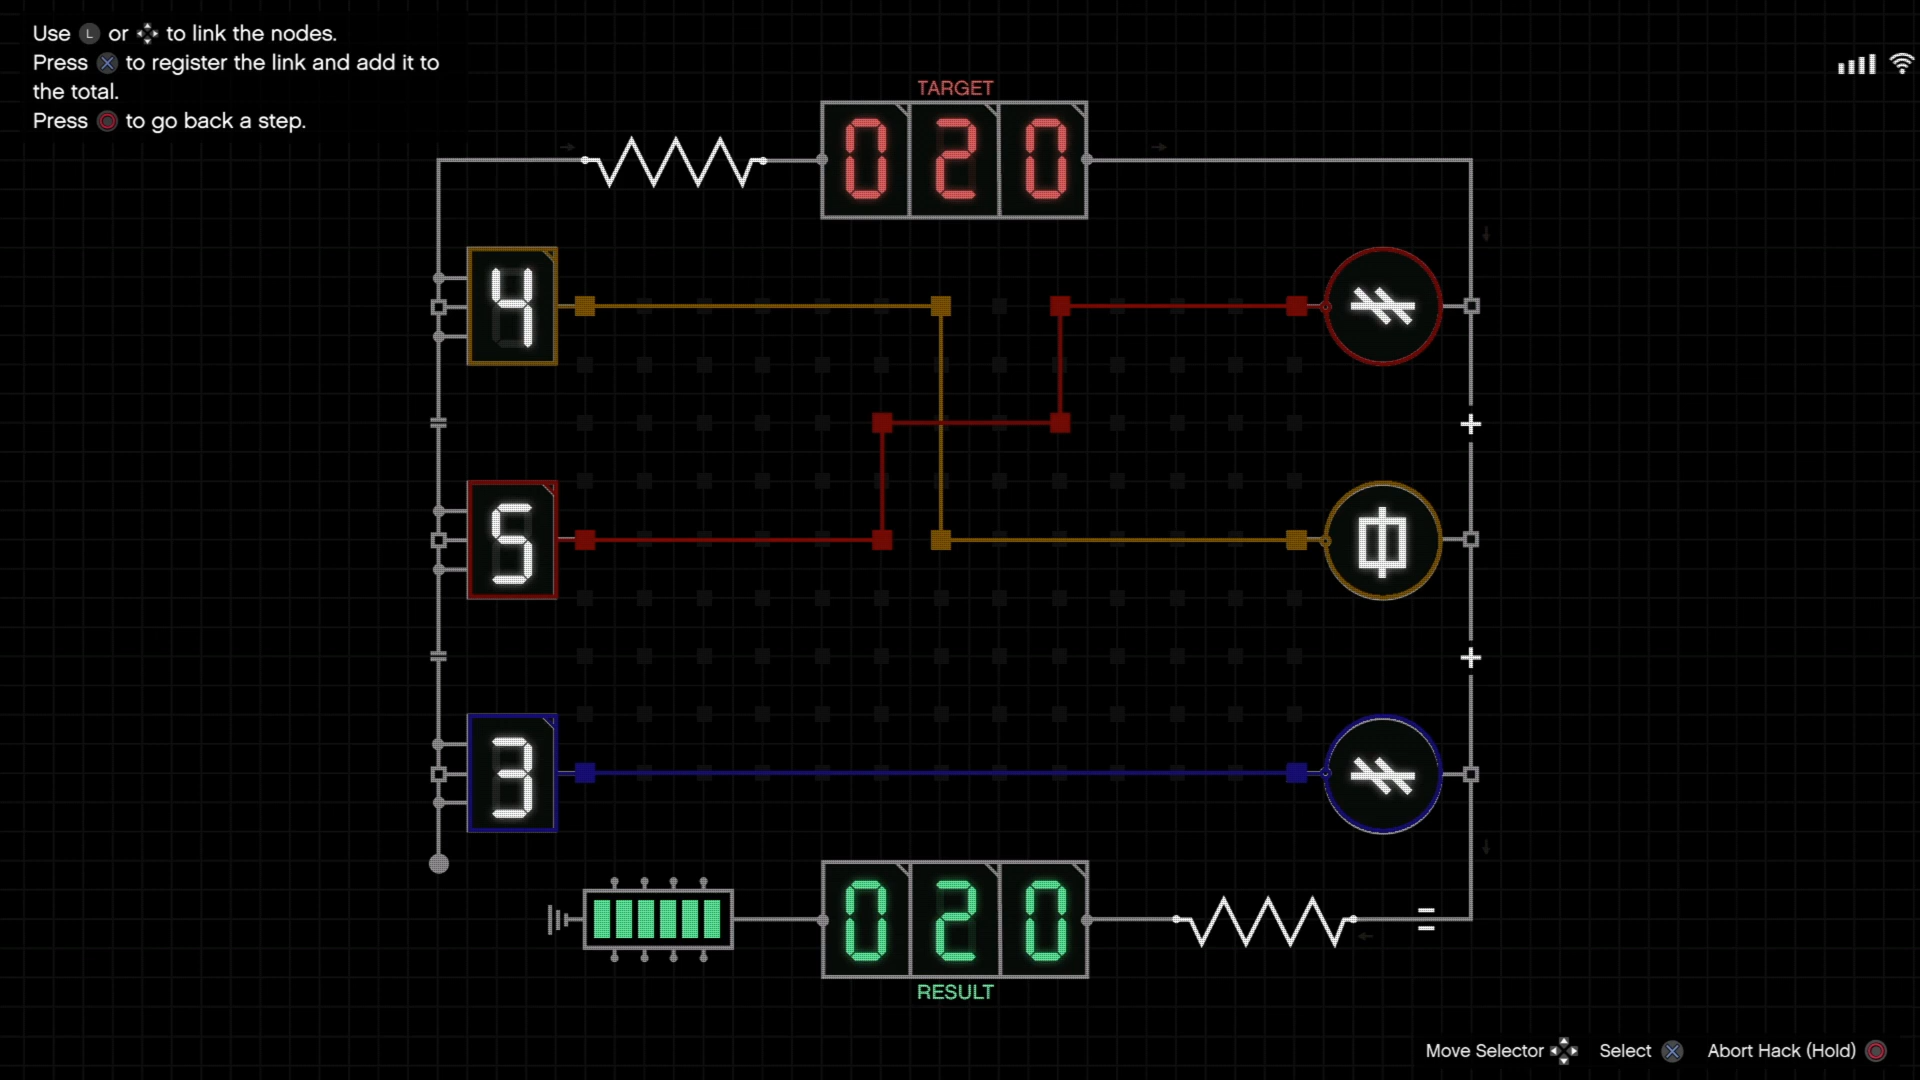 Use L or to link the nodes.
Press to register the link and add it to
the total.
Press to go back a step.
TARGET
020
4
5
+
3
+
020
=
RESULT
Move Selector Select Abort Hack (Hold)